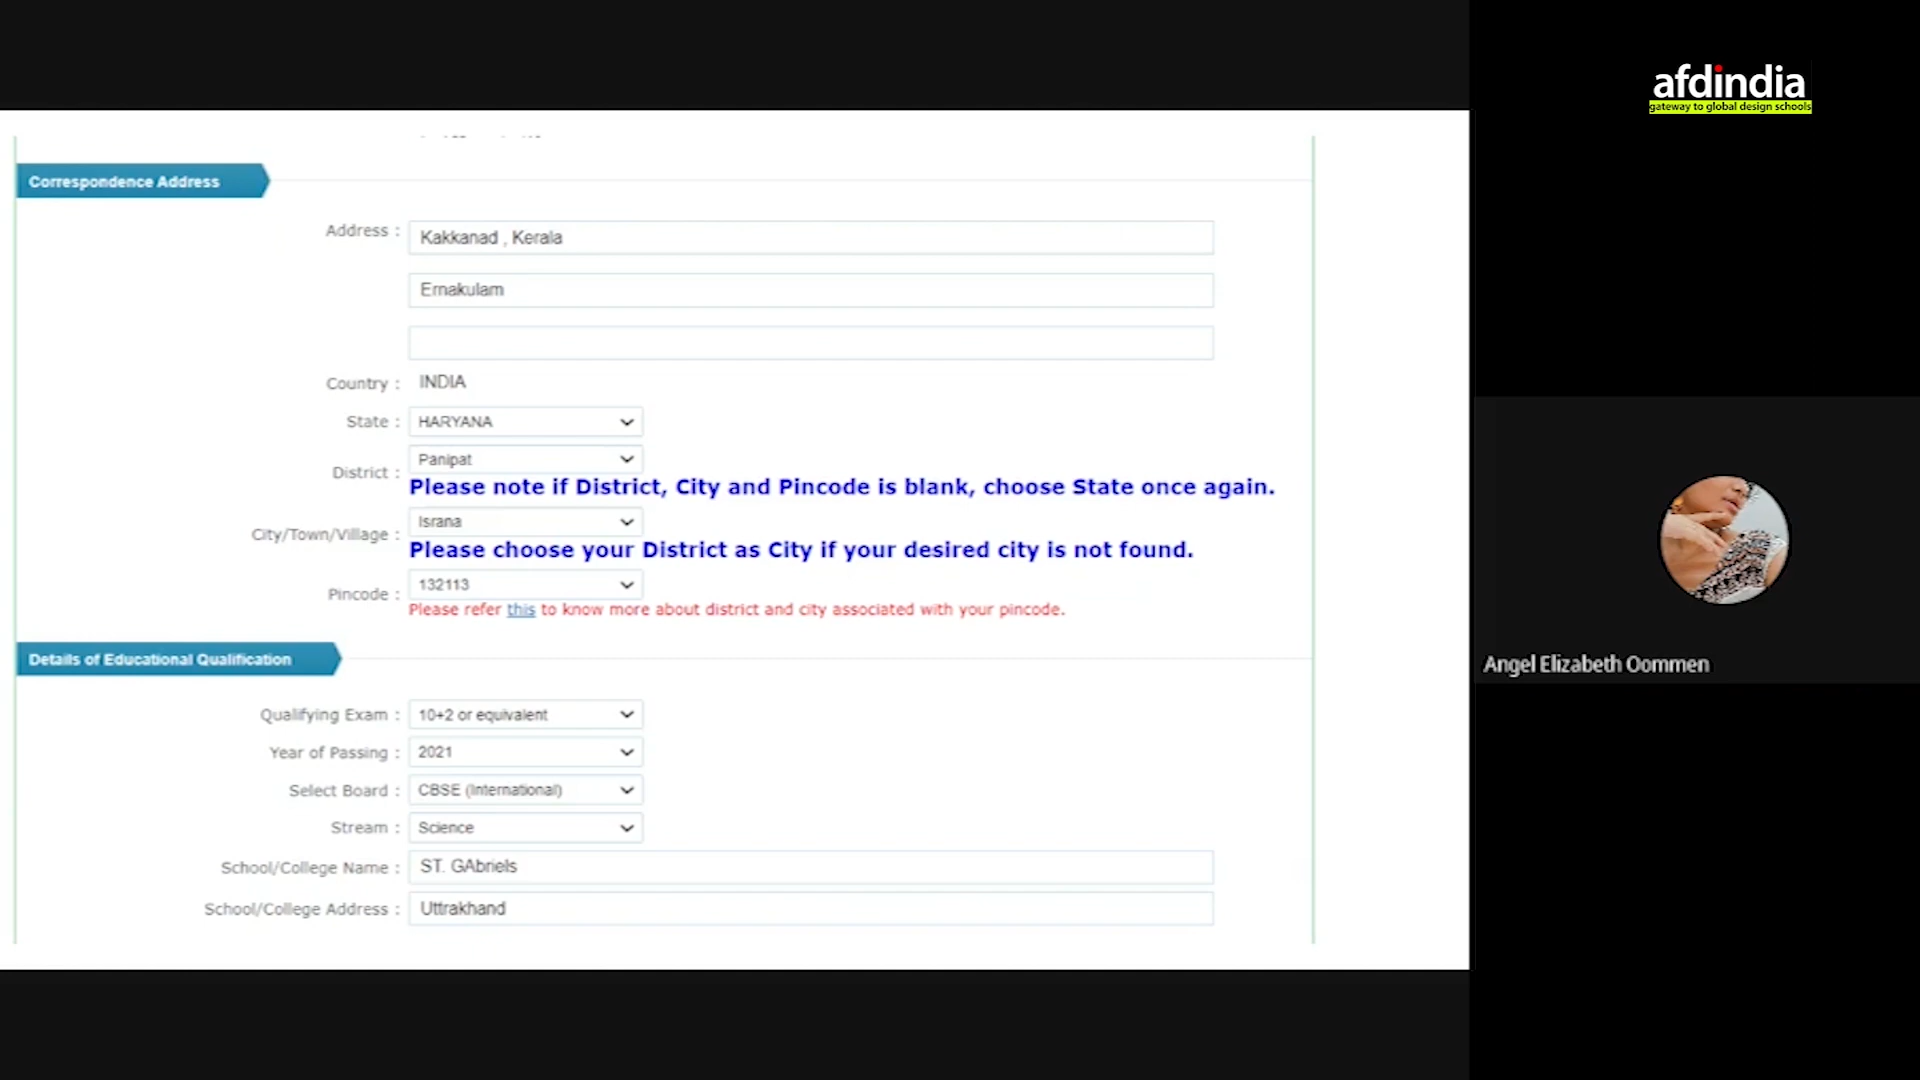 afdindia
gateway to global design schools
Correspondence Address
Address :
Kakkanad , Kerala
Ernakulam
Country :
INDIA
State :
HARYANA
District :
Panipat
Please note if District, City and Pincode is blank, choose State once again.
City/Town/Village :
Israna
Please choose your District as City if your desired city is not found.
Pincode :
132113
Please refer this to know more about district and city associated with your pincode.
Details of Educational Qualification
Qualifying Exam :
10+2 or equivalent
Year of Passing :
2021
Select Board :
CBSE (International)
Stream :
Science
School/College Name :
ST. GAbriels
School/College Address :
Uttrakhand
Angel Elizabeth Oommen